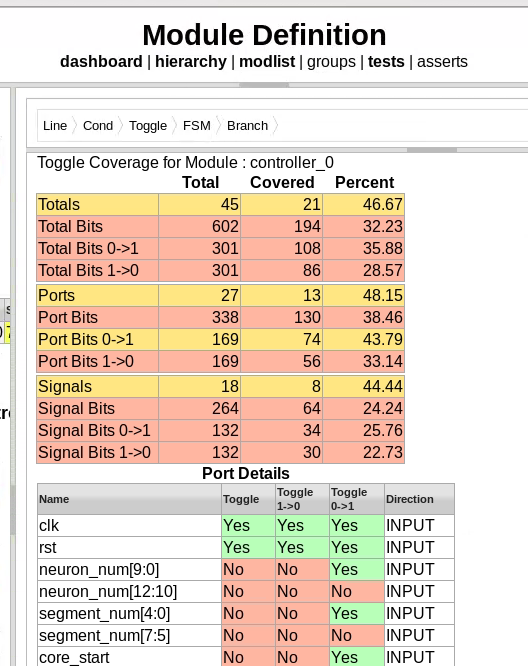 Module Definition
dashboard | hierarchy | modlist | groups | tests | asserts
Line Cond Toggle FSM Branch
Toggle Coverage for Module : controller_0
Total Covered Percent
Totals 45 21 46.67
Total Bits 602 194 32.23
Total Bits 0->1 301 108 35.88
Total Bits 1->0 301 86 28.57
Ports 27 13 48.15
Port Bits 338 130 38.46
Port Bits 0->1 169 74 43.79
Port Bits 1->0 169 56 33.14
Signals 18 8 44.44
Signal Bits 264 64 24.24
Signal Bits 0->1 132 34 25.76
Signal Bits 1->0 132 30 22.73
Port Details
Name Toggle Toggle 1->0 Toggle 0->1 Direction
clk Yes Yes Yes INPUT
rst Yes Yes Yes INPUT
neuron_num[9:0] No No Yes INPUT
neuron_num[12:10] No No No INPUT
segment_num[4:0] No No Yes INPUT
segment_num[7:5] No No No INPUT
core_start No No Yes INPUT